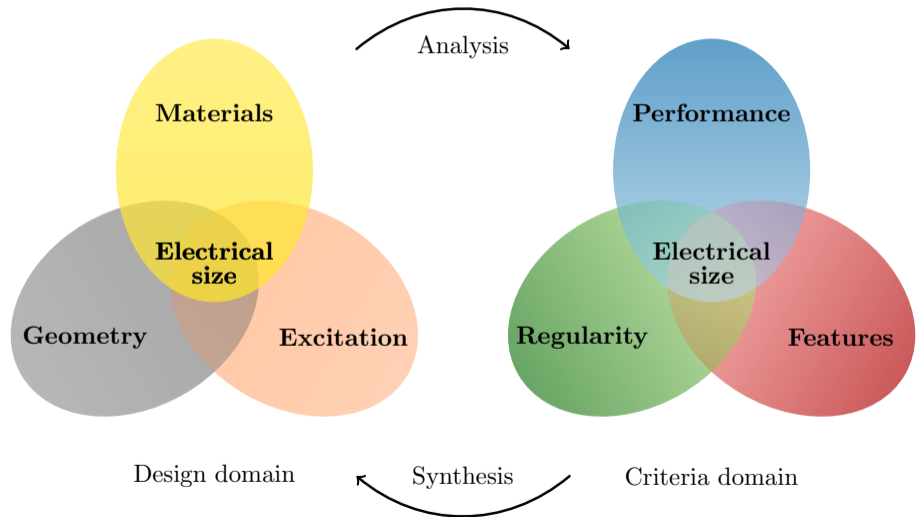 Analysis
Materials
Performance
Electrical
size
Electrical
size
Geometry
Excitation
Regularity
Features
Design domain
Synthesis
Criteria domain